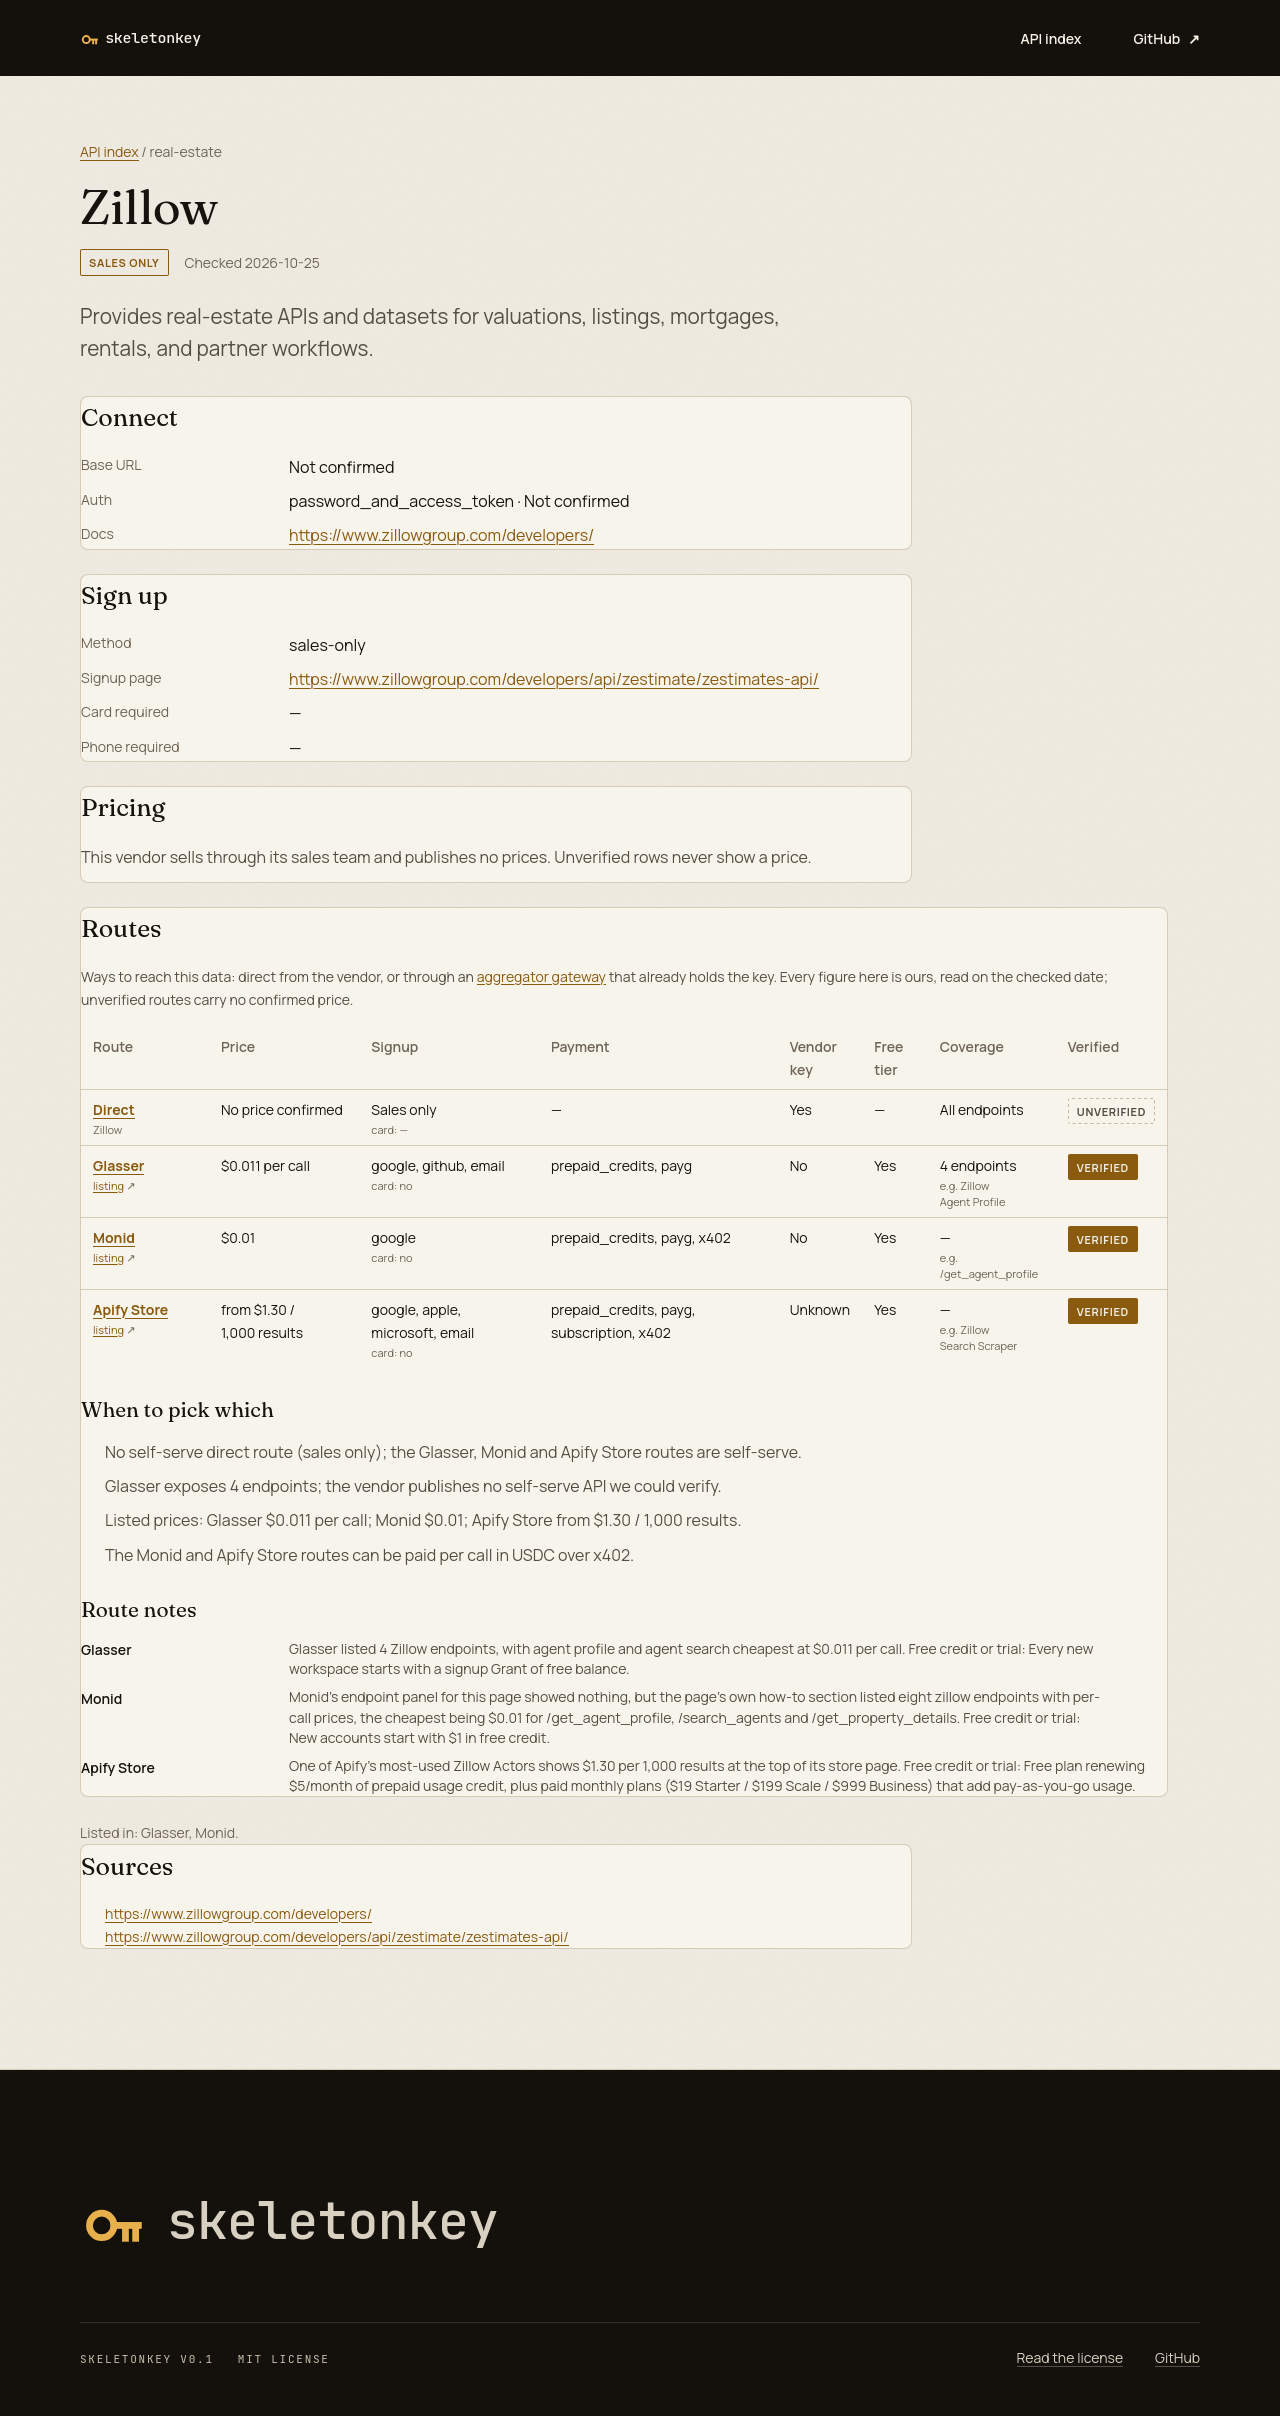 skeletonkey
API index
GitHub ↗
API index / real-estate
Zillow
SALES ONLY
Checked 2026-10-25
Provides real-estate APIs and datasets for valuations, listings, mortgages,
rentals, and partner workflows.
Connect
Base URL
Not confirmed
Auth
password_and_access_token · Not confirmed
Docs
https://www.zillowgroup.com/developers/
Sign up
Method
sales-only
Signup page
https://www.zillowgroup.com/developers/api/zestimate/zestimates-api/
Card required
—
Phone required
—
Pricing
This vendor sells through its sales team and publishes no prices. Unverified rows never show a price.
Routes
Ways to reach this data: direct from the vendor, or through an aggregator gateway that already holds the key. Every figure here is ours, read on the checked date;
unverified routes carry no confirmed price.
Route
Price
Signup
Payment
Vendor
key
Free
tier
Coverage
Verified
Direct
Zillow
No price confirmed
Sales only
card: —
—
Yes
—
All endpoints
UNVERIFIED
Glasser
listing ↗
$0.011 per call
google, github, email
card: no
prepaid_credits, payg
No
Yes
4 endpoints
e.g. Zillow
Agent Profile
VERIFIED
Monid
listing ↗
$0.01
google
card: no
prepaid_credits, payg, x402
No
Yes
—
e.g.
/get_agent_profile
VERIFIED
Apify Store
listing ↗
from $1.30 /
1,000 results
google, apple,
microsoft, email
card: no
prepaid_credits, payg,
subscription, x402
Unknown
Yes
—
e.g. Zillow
Search Scraper
VERIFIED
When to pick which
No self-serve direct route (sales only); the Glasser, Monid and Apify Store routes are self-serve.
Glasser exposes 4 endpoints; the vendor publishes no self-serve API we could verify.
Listed prices: Glasser $0.011 per call; Monid $0.01; Apify Store from $1.30 / 1,000 results.
The Monid and Apify Store routes can be paid per call in USDC over x402.
Route notes
Glasser
Glasser listed 4 Zillow endpoints, with agent profile and agent search cheapest at $0.011 per call. Free credit or trial: Every new
workspace starts with a signup Grant of free balance.
Monid
Monid's endpoint panel for this page showed nothing, but the page's own how-to section listed eight zillow endpoints with per-
call prices, the cheapest being $0.01 for /get_agent_profile, /search_agents and /get_property_details. Free credit or trial:
New accounts start with $1 in free credit.
Apify Store
One of Apify's most-used Zillow Actors shows $1.30 per 1,000 results at the top of its store page. Free credit or trial: Free plan renewing
$5/month of prepaid usage credit, plus paid monthly plans ($19 Starter / $199 Scale / $999 Business) that add pay-as-you-go usage.
Listed in: Glasser, Monid.
Sources
https://www.zillowgroup.com/developers/
https://www.zillowgroup.com/developers/api/zestimate/zestimates-api/
skeletonkey
SKELETONKEY V0.1
MIT LICENSE
Read the license
GitHub